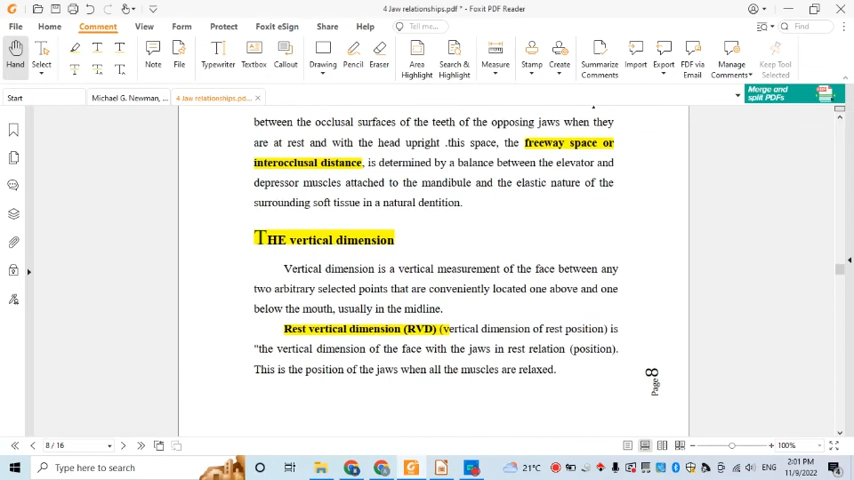 4 Jaw relationships.pdf * - Foxit PDF Reader
File Home Comment View Form Protect Foxit eSign Share Help Tell me... Find
Hand Select Note File Typewriter Textbox Callout Drawing Pencil Eraser Area Highlight Search & Highlight Measure Stamp Create Summarize Comments Import Export FDF via Email Manage Comments Keep Tool Selected
Start Michael G. Newman, ... 4 Jaw relationships.pd... Merge and split PDFs
between the occlusal surfaces of the teeth of the opposing jaws when they
are at rest and with the head upright .this space, the freeway space or
interocclusal distance, is determined by a balance between the elevator and
depressor muscles attached to the mandible and the elastic nature of the
surrounding soft tissue in a natural dentition.
THE vertical dimension
Vertical dimension is a vertical measurement of the face between any
two arbitrary selected points that are conveniently located one above and one
below the mouth, usually in the midline.
Rest vertical dimension (RVD) (vertical dimension of rest position) is
"the vertical dimension of the face with the jaws in rest relation (position).
This is the position of the jaws when all the muscles are relaxed.
Page 8
8 / 16 100%
Type here to search 21°C ENG 2:01 PM
11/9/2022 4